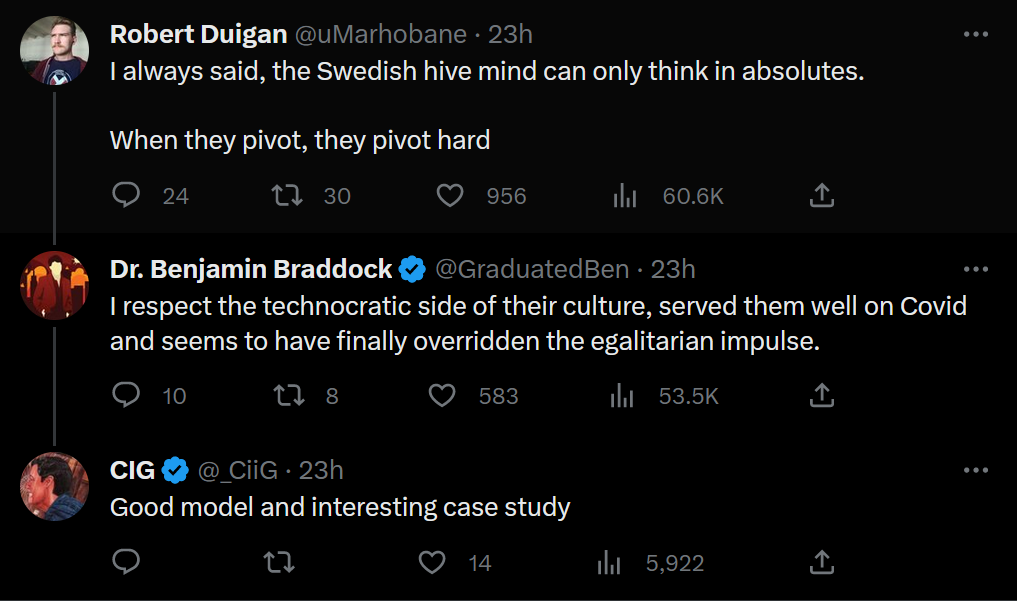 Robert Duigan @uMarhobane · 23h
I always said, the Swedish hive mind can only think in absolutes.
When they pivot, they pivot hard
24 30 956 60.6K
Dr. Benjamin Braddock @GraduatedBen · 23h
I respect the technocratic side of their culture, served them well on Covid
and seems to have finally overridden the egalitarian impulse.
10 8 583 53.5K
CIG @_CiiG · 23h
Good model and interesting case study
14 5,922